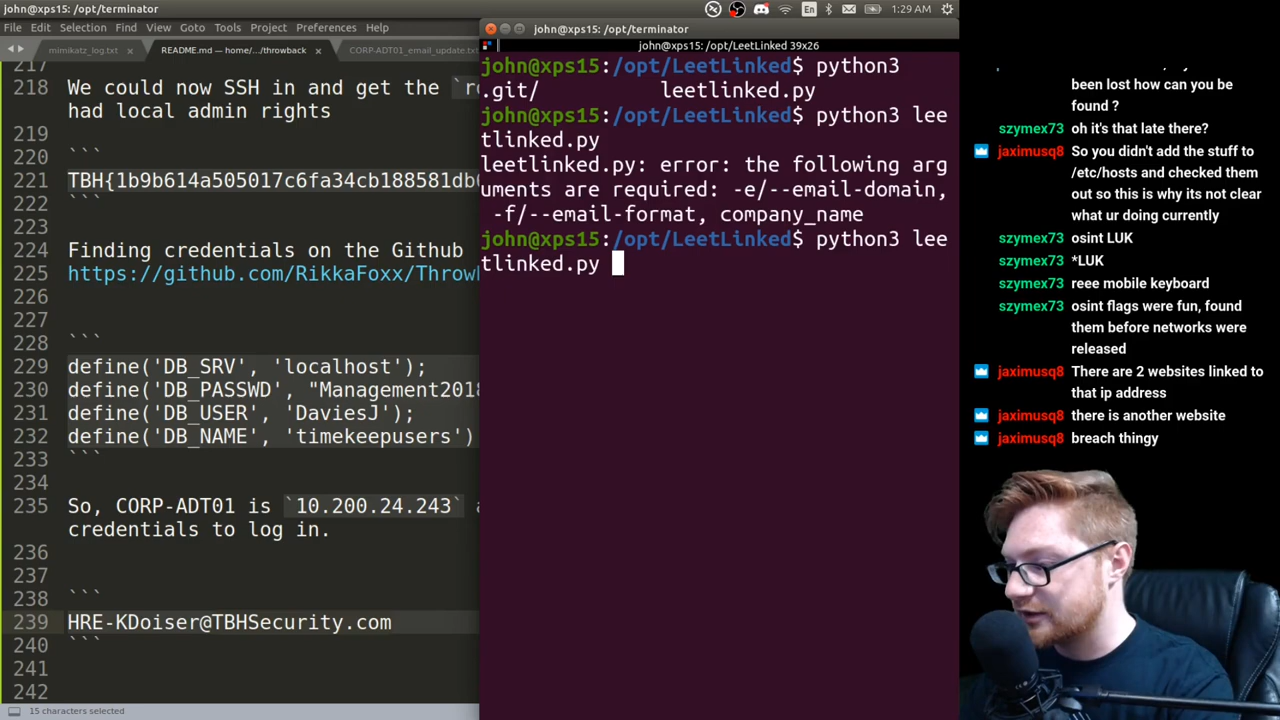 john@xps15: /opt/terminator
En
1:29 AM
File Edit Selection Find View Goto Tools Project Preferences Help
mimikatz_log.txt
README.md — home/.../throwback
CORP-ADT01_email_update.txt
217
218 We could now SSH in and get the `ro
had local admin rights
219
220 ```
221 TBH{1b9b614a505017c6fa34cb188581db
222 ```
223
224 Finding credentials on the Github
225 https://github.com/RikkaFoxx/Throw
226
227
228 ```
229 define('DB_SRV', 'localhost');
230 define('DB_PASSWD', "Management2018
231 define('DB_USER', 'DaviesJ');
232 define('DB_NAME', 'timekeepusers')
233 ```
234
235 So, CORP-ADT01 is `10.200.24.243` a
credentials to log in.
236
237
238 ```
239 HRE-KDoiser@TBHSecurity.com
240 ```
241
242
15 characters selected
john@xps15: /opt/terminator
john@xps15: /opt/LeetLinked 39x26
john@xps15:/opt/LeetLinked$ python3
.git/ leetlinked.py
john@xps15:/opt/LeetLinked$ python3 lee
tlinked.py
leetlinked.py: error: the following arg
uments are required: -e/--email-domain,
-f/--email-format, company_name
john@xps15:/opt/LeetLinked$ python3 lee
tlinked.py
been lost how can you be
found ?
szymex73 oh it's that late there?
jaximusq8 So you didn't add the stuff to
/etc/hosts and checked them
out so this is why its not clear
what ur doing currently
szymex73 osint LUK
szymex73 *LUK
szymex73 reee mobile keyboard
szymex73 osint flags were fun, found
them before networks were
released
jaximusq8 There are 2 websites linked to
that ip address
jaximusq8 there is another website
jaximusq8 breach thingy